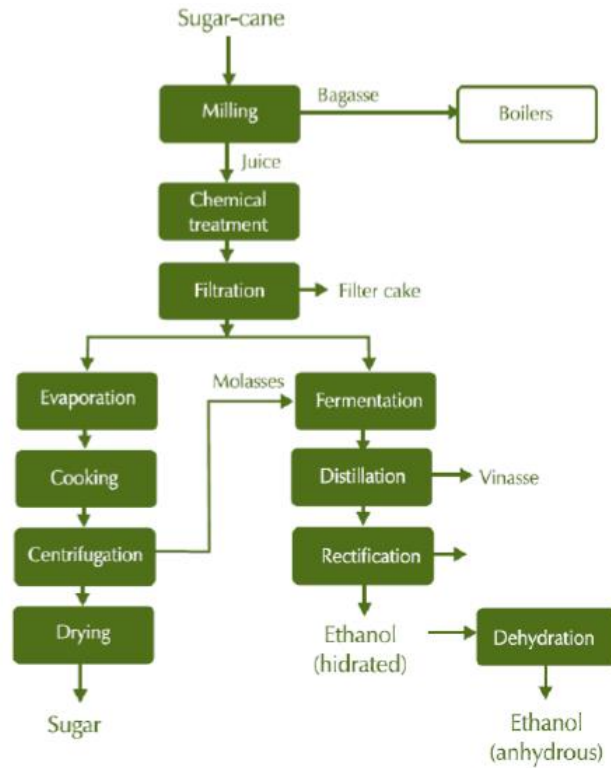 Sugar-cane
Milling
Bagasse
Boilers
Juice
Chemical
treatment
Filtration
Filter cake
Evaporation
Molasses
Fermentation
Cooking
Distillation
Vinasse
Centrifugation
Rectification
Drying
Ethanol
(hidrated)
Dehydration
Sugar
Ethanol
(anhydrous)